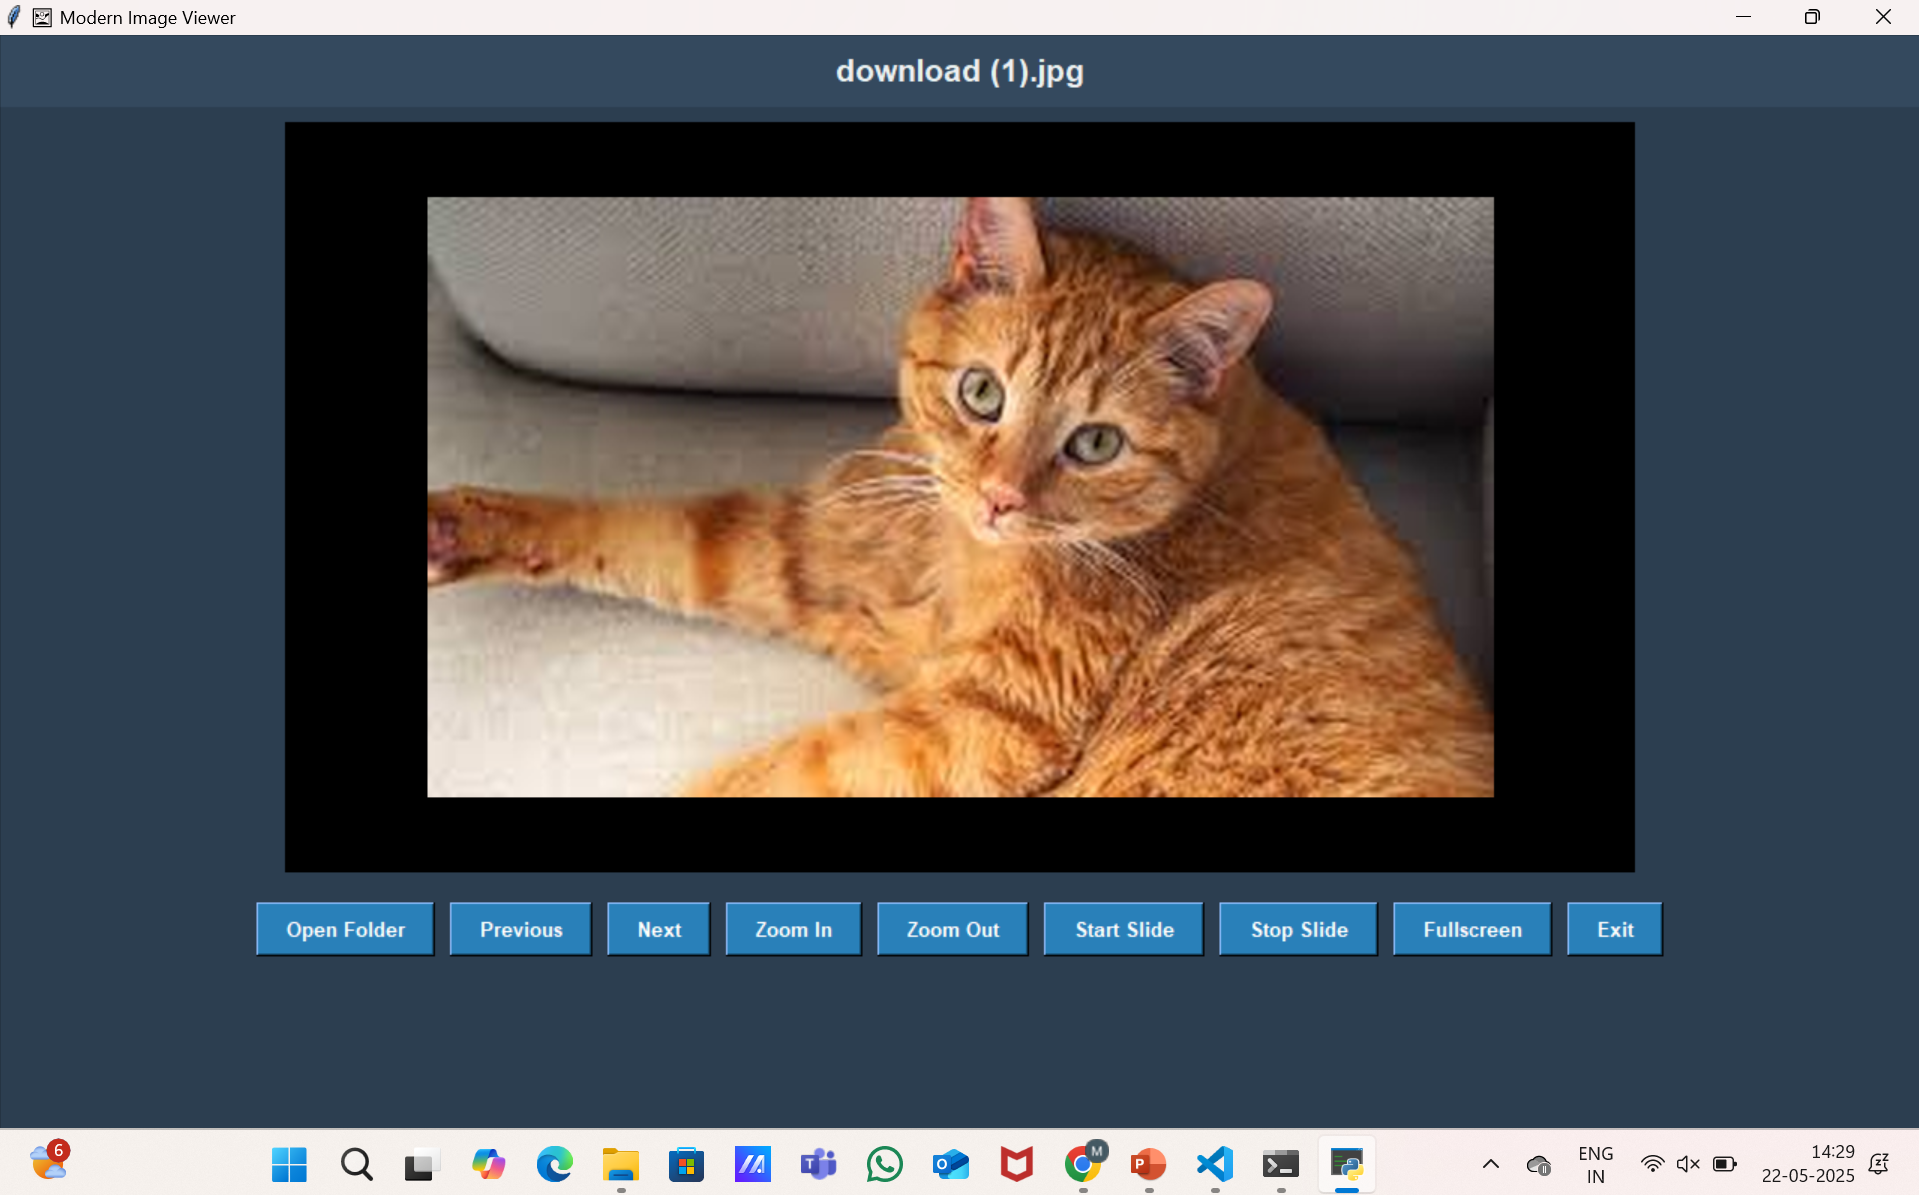 Modern Image Viewer
download (1).jpg
Open Folder
Previous
Next
Zoom In
Zoom Out
Start Slide
Stop Slide
Fullscreen
Exit
6
M
ENG
IN
14:29
22-05-2025